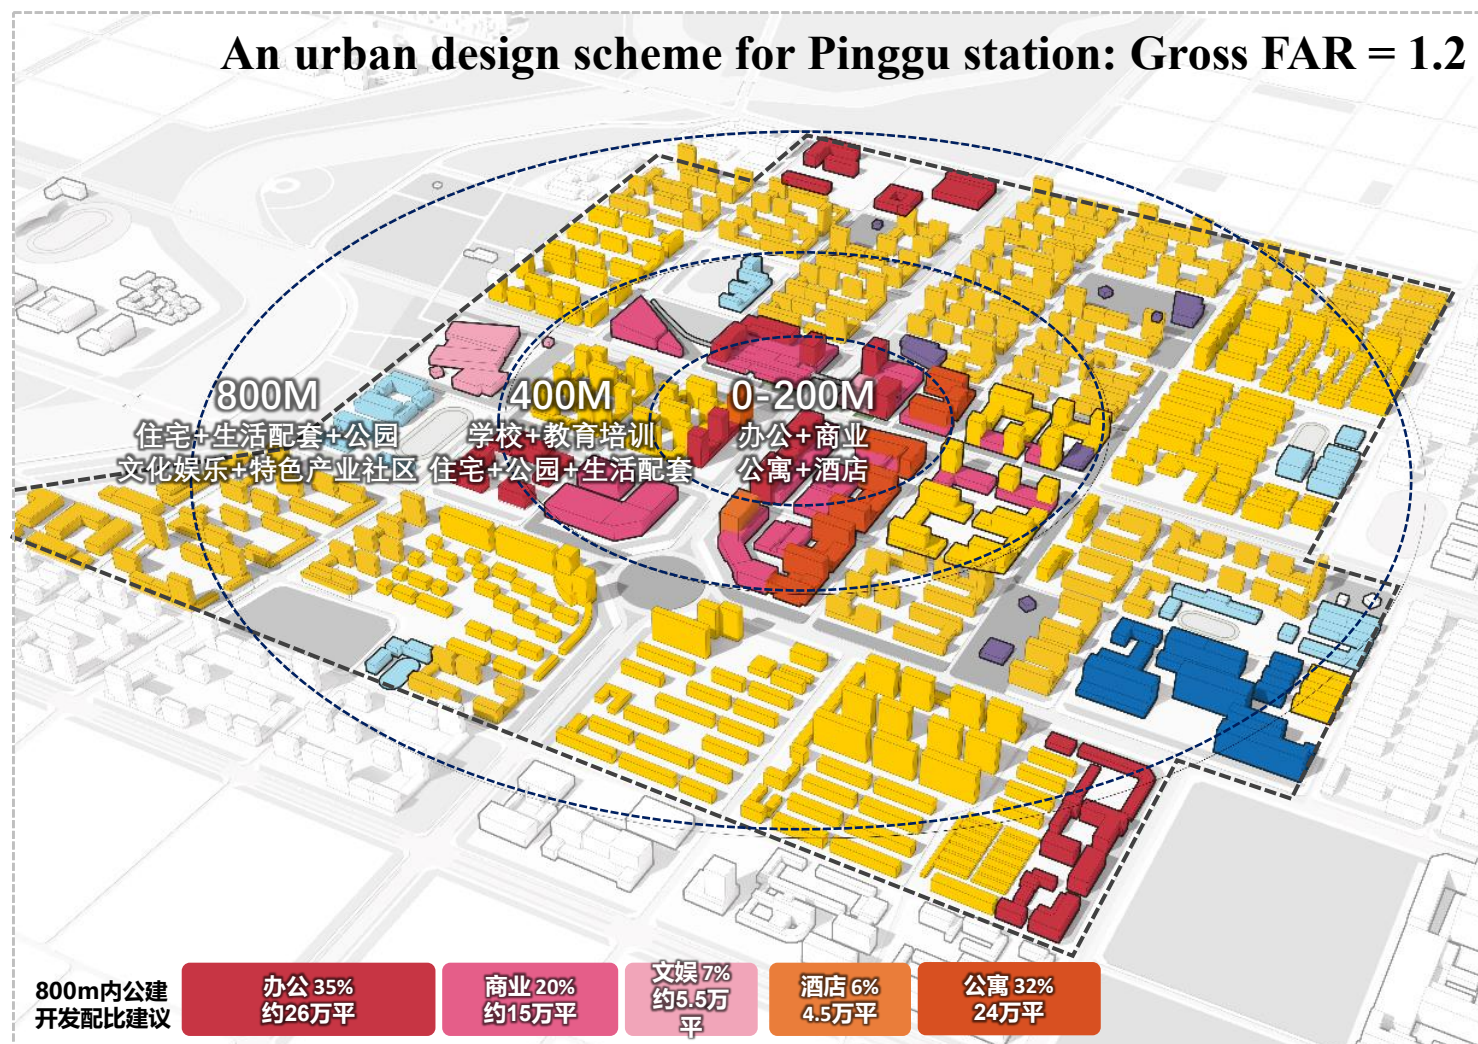 An urban design scheme for Pinggu station: Gross FAR = 1.2
800M
住宅+生活配套+公园
文化娱乐+特色产业社区
400M
学校+教育培训
住宅+公园+生活配套
0-200M
办公+商业
公寓+酒店
800m内公建
开发配比建议
办公 35%
约26万平
商业 20%
约15万平
文娱 7%
约5.5万
平
酒店 6%
4.5万平
公寓 32%
24万平